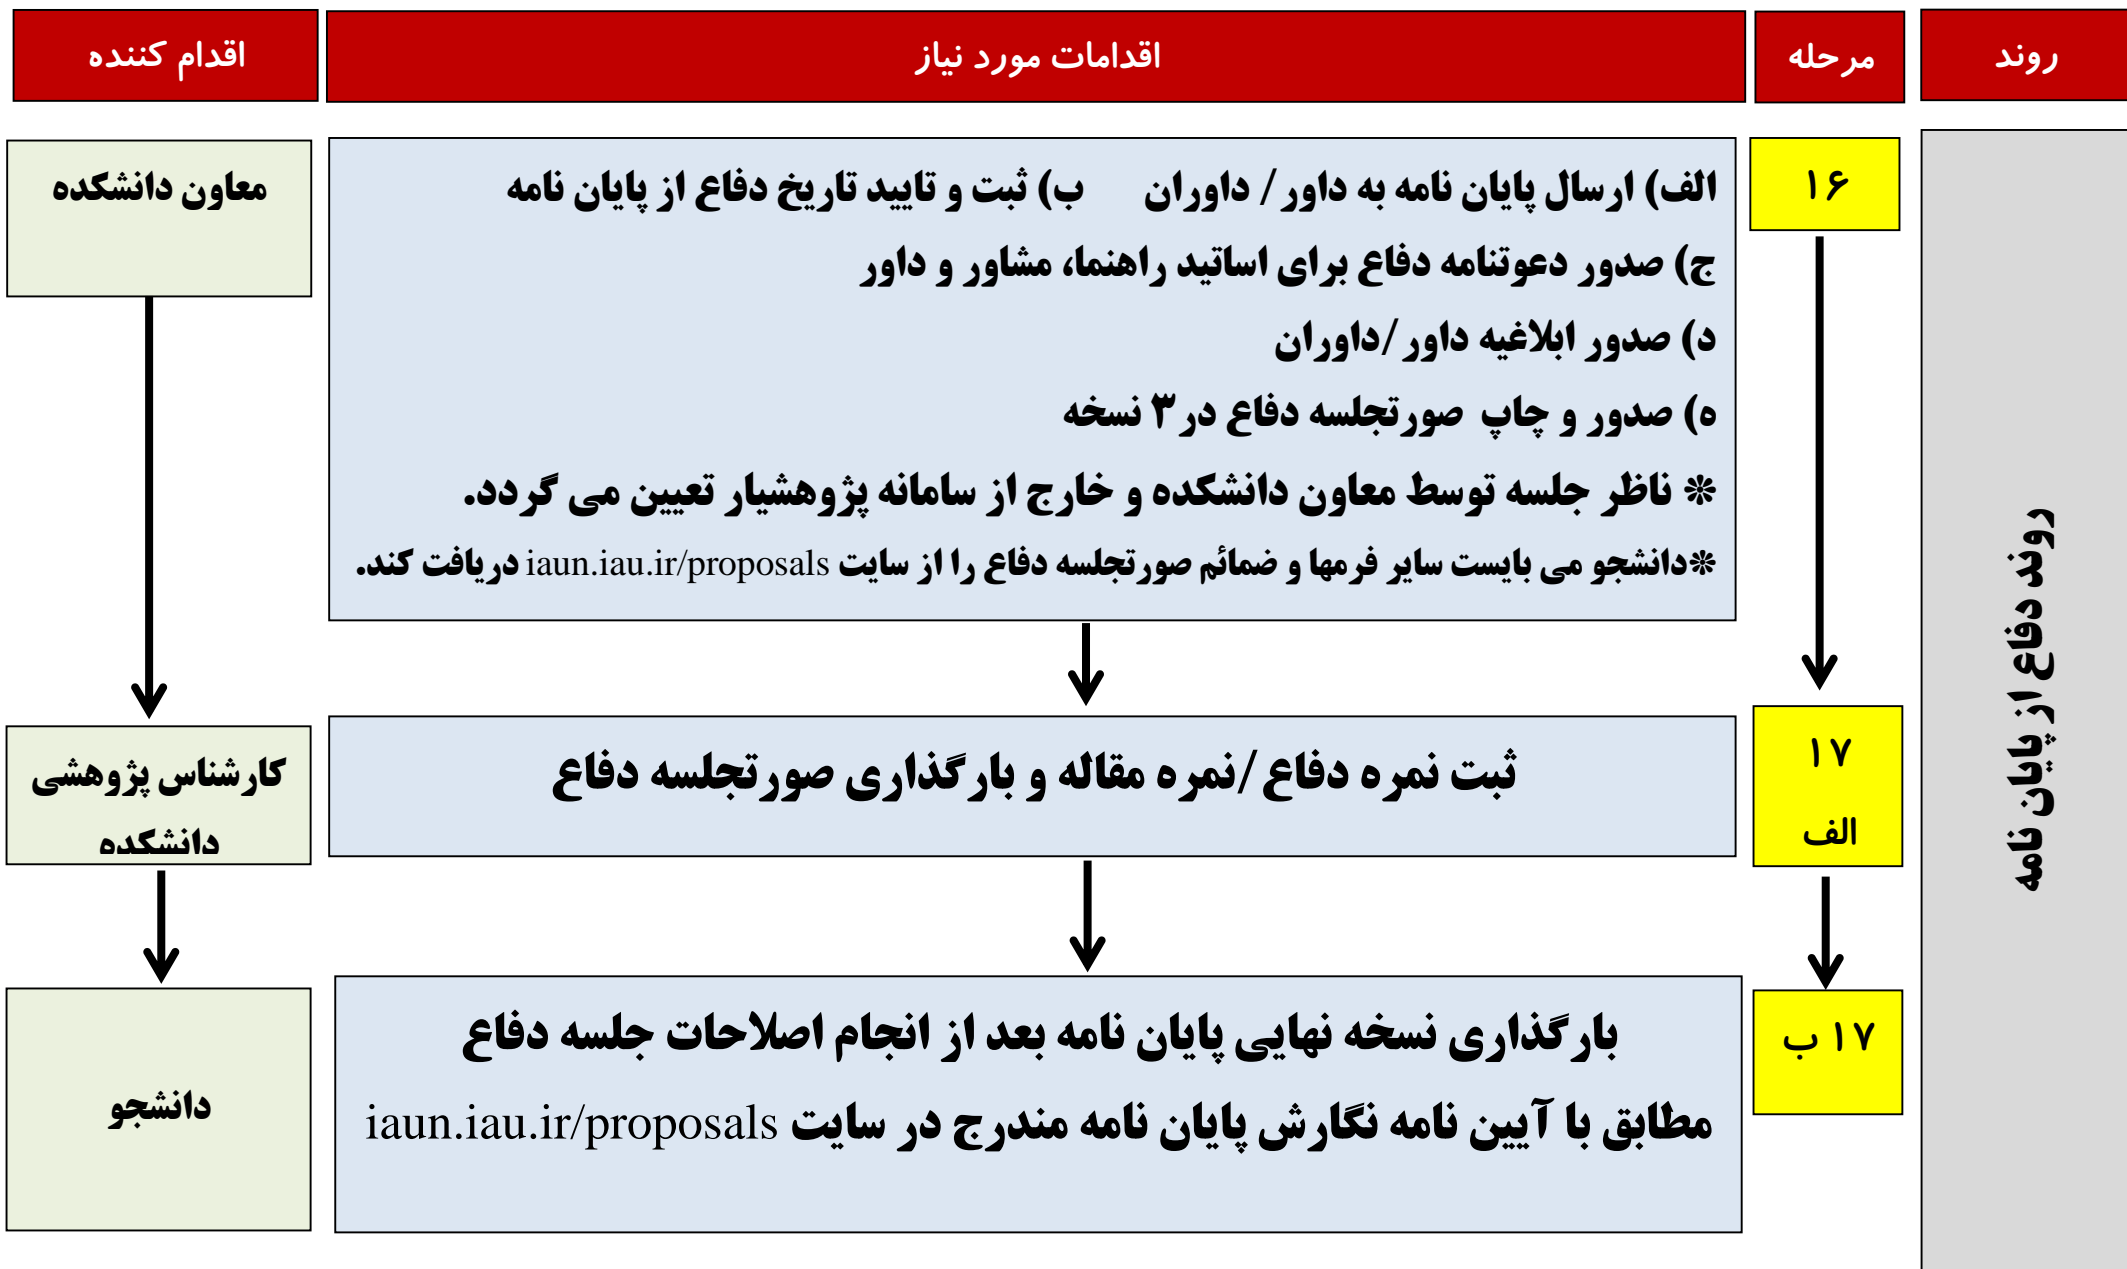 روند
مرحله
اقدامات مورد نیاز
اقدام کننده
روند دفاع از پایان نامه
۱۶
الف) ارسال پایان نامه به داور/ داوران ب) ثبت و تایید تاریخ دفاع از پایان نامه
ج) صدور دعوتنامه دفاع برای اساتید راهنما، مشاور و داور
د) صدور ابلاغیه داور/داوران
ه) صدور و چاپ صورتجلسه دفاع در۳ نسخه
* ناظر جلسه توسط معاون دانشکده و خارج از سامانه پژوهشیار تعیین می گردد.
*دانشجو می بایست سایر فرمها و ضمائم صورتجلسه دفاع را از سایت iaun.iau.ir/proposals دریافت کند.
معاون دانشکده
۱۷
الف
ثبت نمره دفاع/نمره مقاله و بارگذاری صورتجلسه دفاع
کارشناس پژوهشی
دانشکده
۱۷ ب
بارگذاری نسخه نهایی پایان نامه بعد از انجام اصلاحات جلسه دفاع
مطابق با آیین نامه نگارش پایان نامه مندرج در سایت iaun.iau.ir/proposals
دانشجو